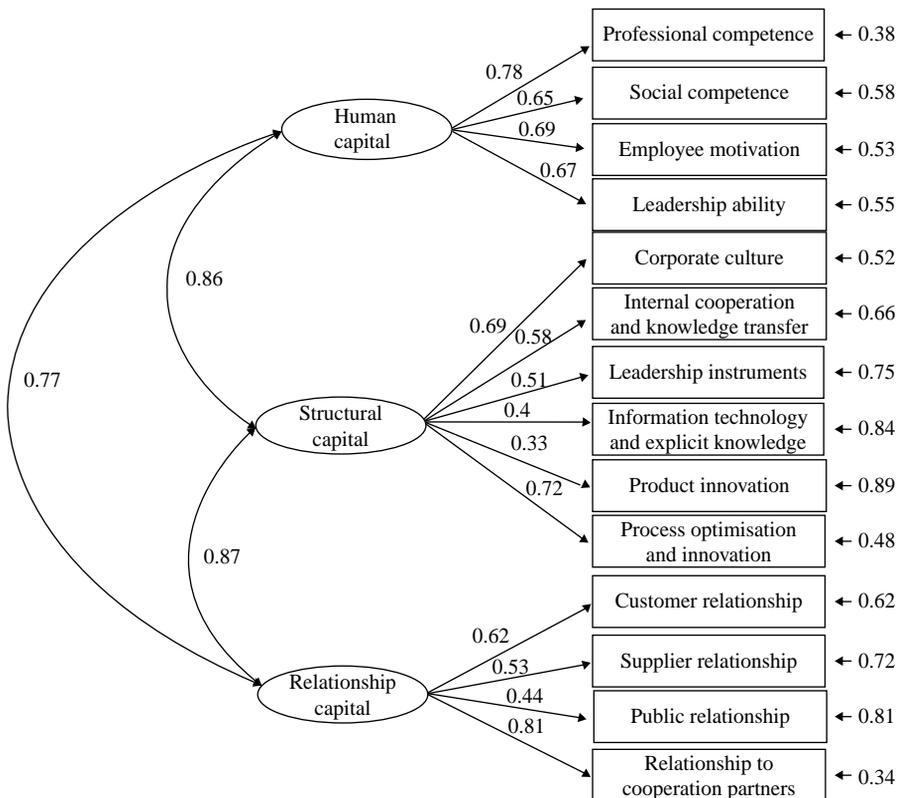 Professional competence
0.38
0.78
Social competence
0.58
0.65
Human
capital
0.69
Employee motivation
0.53
0.67
Leadership ability
0.55
Corporate culture
0.52
0.86
Internal cooperation
and knowledge transfer
0.66
0.69
0.58
0.77
Leadership instruments
0.75
0.51
Structural
capital
0.4
Information technology
and explicit knowledge
0.84
0.33
Product innovation
0.89
0.72
Process optimisation
and innovation
0.48
0.87
Customer relationship
0.62
0.62
Supplier relationship
0.72
0.53
Relationship
capital
0.44
Public relationship
0.81
0.81
Relationship to
cooperation partners
0.34